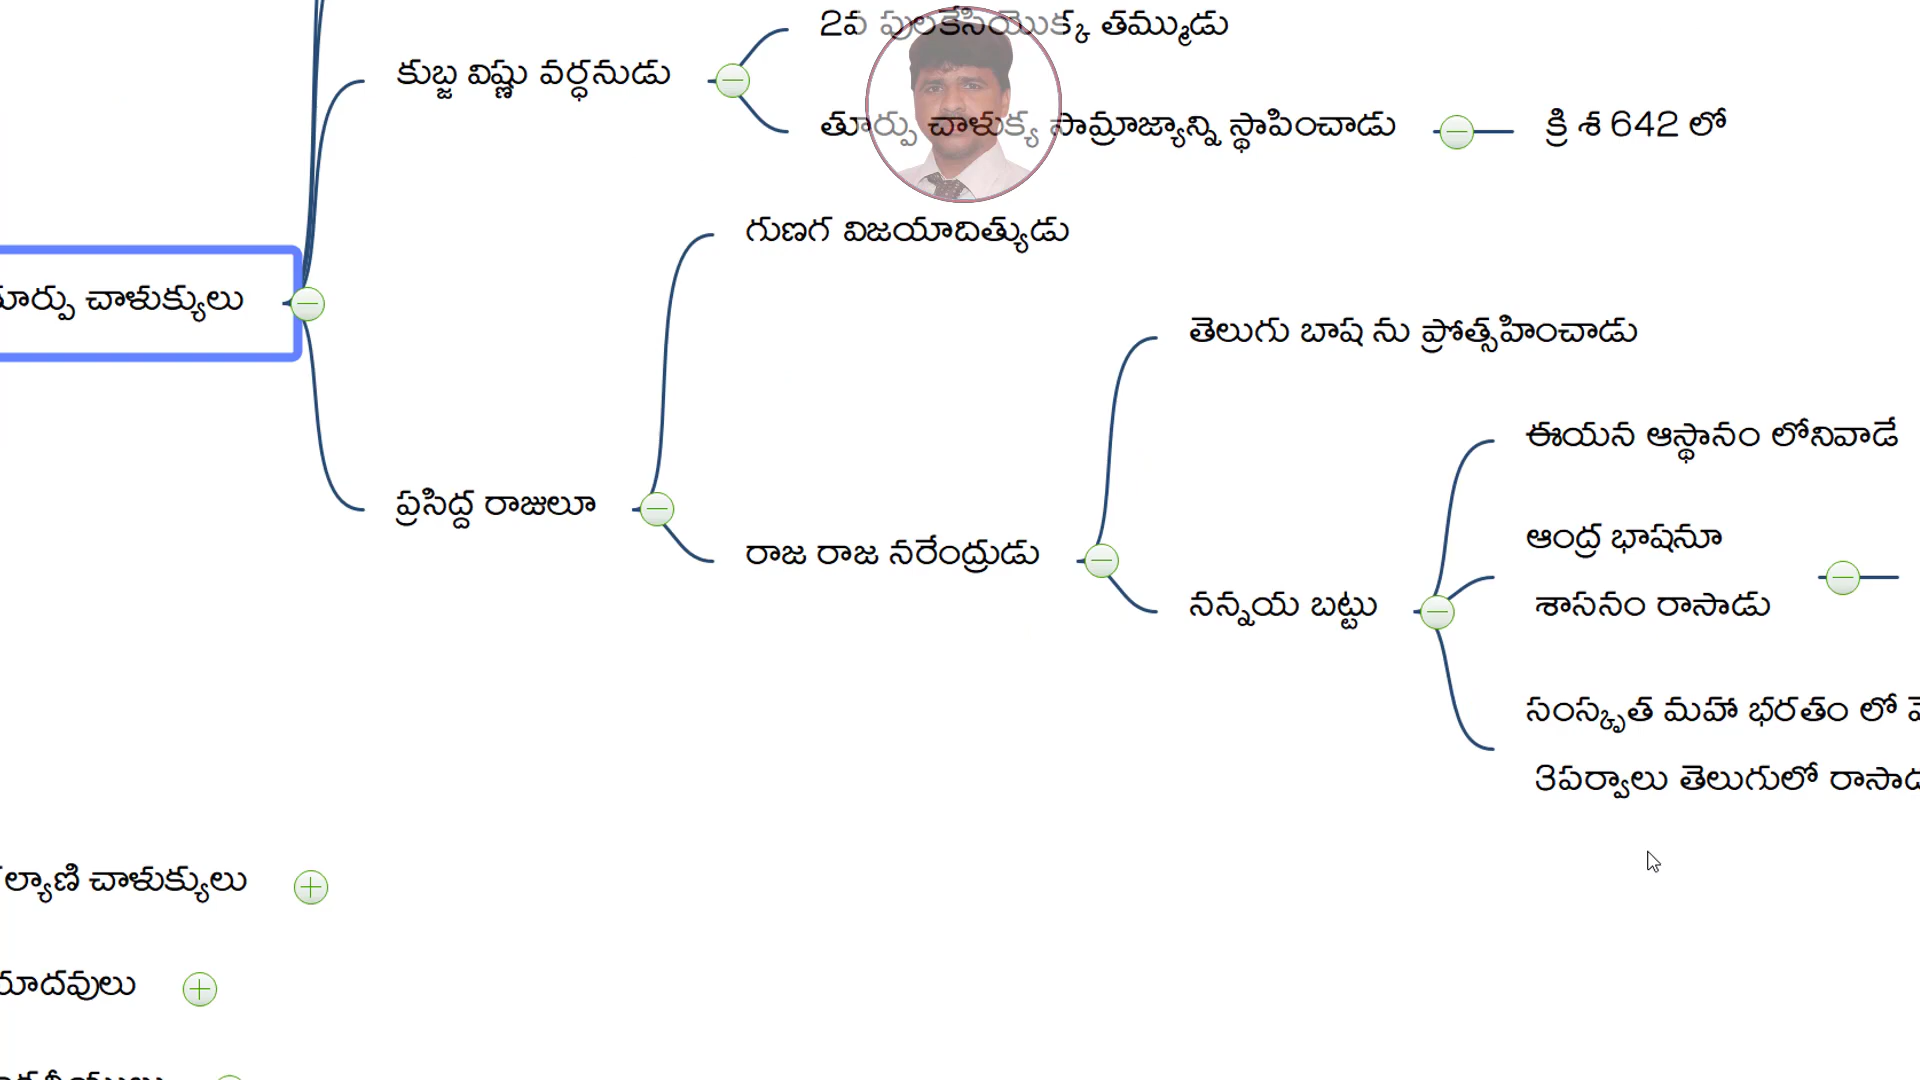 2వ పులకేసియొక్క తమ్ముడు
కుబ్జ విష్ణు వర్ధనుడు
తూర్పు చాళుక్య సామ్రాజ్యాన్ని స్థాపించాడు
క్రి శ 642 లో
గుణగ విజయాదిత్యుడు
తూర్పు చాళుక్యులు
తెలుగు బాష ను ప్రోత్సహించాడు
ఈయన ఆస్థానం లోనివాడే
ప్రసిద్ద రాజులూ
ఆంద్ర భాషనూ
రాజ రాజ నరేంద్రుడు
నన్నయ బట్టు
శాసనం రాసాడు
సంస్కృత మహా భరతం లో
3పర్వాలు తెలుగులో రాసాడు
ల్యాణి చాళుక్యులు
యాదవులు